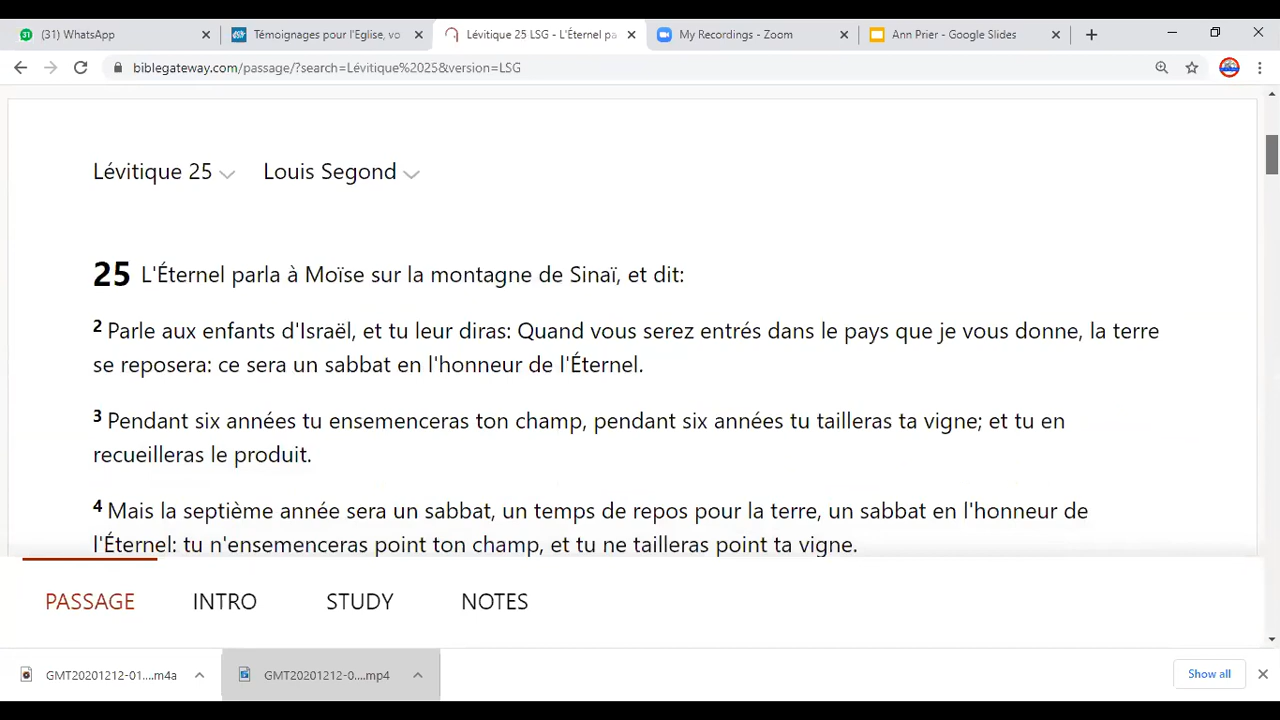 (31) WhatsApp
Témoignages pour l'Eglise, vo
Lévitique 25 LSG - L'Éternel pa
My Recordings - Zoom
Ann Prier - Google Slides
biblegateway.com/passage/?search=Lévitique%2025&version=LSG
Lévitique 25 Louis Segond
25 L'Éternel parla à Moïse sur la montagne de Sinaï, et dit:
2 Parle aux enfants d'Israël, et tu leur diras: Quand vous serez entrés dans le pays que je vous donne, la terre
se reposera: ce sera un sabbat en l'honneur de l'Éternel.
3 Pendant six années tu ensemenceras ton champ, pendant six années tu tailleras ta vigne; et tu en
recueilleras le produit.
4 Mais la septième année sera un sabbat, un temps de repos pour la terre, un sabbat en l'honneur de
l'Éternel: tu n'ensemenceras point ton champ, et tu ne tailleras point ta vigne.
PASSAGE INTRO STUDY NOTES
GMT20201212-01....m4a
GMT20201212-0....mp4
Show all